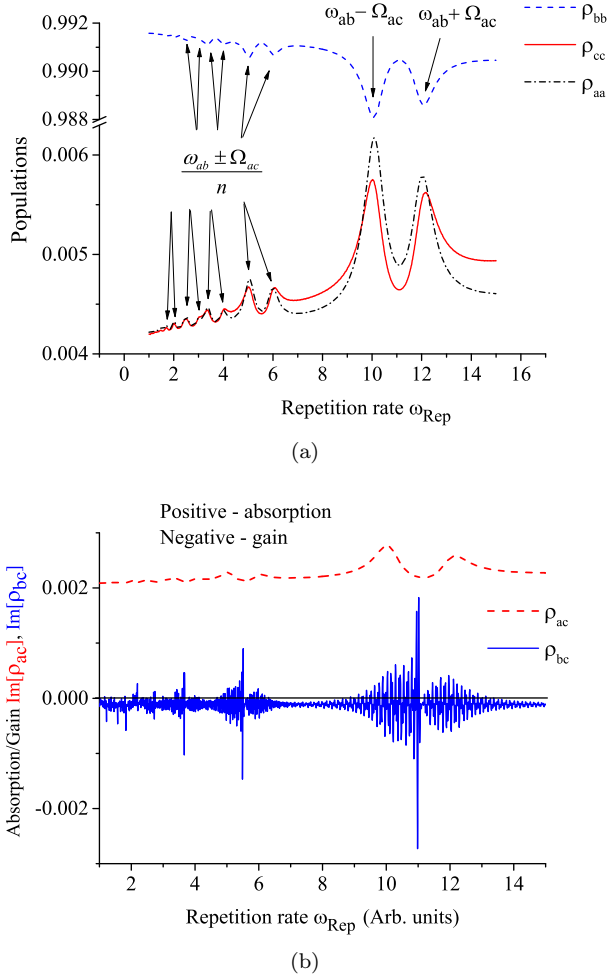 ω_ab − Ω_ac ω_ab + Ω_ac
ρ_bb
ρ_cc
ρ_aa
0.992
0.990
0.988
0.006
0.005
0.004
Populations
ω_ab ± Ω_ac
n
0 2 4 6 8 10 12 14 16
Repetition rate ω_Rep
(a)
Positive - absorption
Negative - gain
0.002
0.000
-0.002
Absorption/Gain Im[ρ_ac], Im[ρ_bc]
ρ_ac
ρ_bc
2 4 6 8 10 12 14
Repetition rate ω_Rep (Arb. units)
(b)